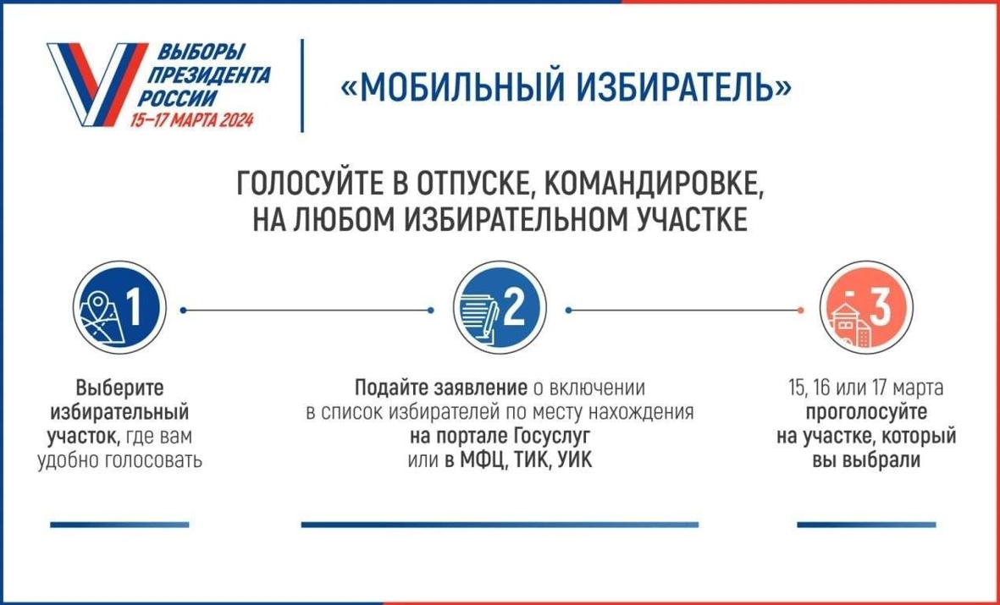 ВЫБОРЫ
ПРЕЗИДЕНТА
РОССИИ
15–17 МАРТА 2024
«МОБИЛЬНЫЙ ИЗБИРАТЕЛЬ»
ГОЛОСУЙТЕ В ОТПУСКЕ, КОМАНДИРОВКЕ,
НА ЛЮБОМ ИЗБИРАТЕЛЬНОМ УЧАСТКЕ
1
Выберите
избирательный
участок, где вам
удобно голосовать
2
Подайте заявление о включении
в список избирателей по месту нахождения
на портале Госуслуг
или в МФЦ, ТИК, УИК
3
15, 16 или 17 марта
проголосуйте
на участке, который
вы выбрали